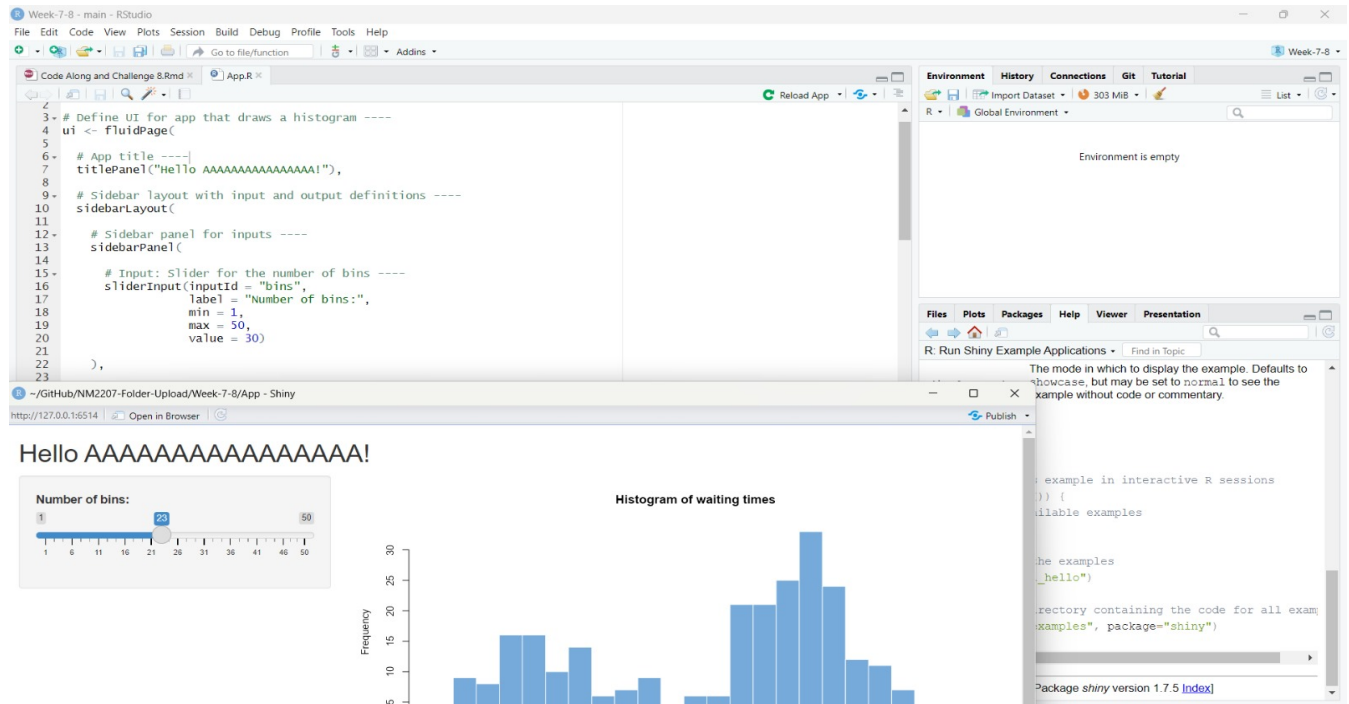 Week-7-8 - main - RStudio
File Edit Code View Plots Session Build Debug Profile Tools Help
Go to file/function Addins Week-7-8
Code Along and Challenge 8.Rmd App.R
Reload App
2
3 # Define UI for app that draws a histogram ----
4 ui <- fluidPage(
5
6 # App title ----
7 titlePanel("Hello AAAAAAAAAAAAAAAA!"),
8
9 # Sidebar layout with input and output definitions ----
10 sidebarLayout(
11
12 # Sidebar panel for inputs ----
13 sidebarPanel(
14
15 # Input: Slider for the number of bins ----
16 sliderInput(inputId = "bins",
17 label = "Number of bins:",
18 min = 1,
19 max = 50,
20 value = 30)
21
22 ),
23
Environment History Connections Git Tutorial
Import Dataset 303 MiB List
R Global Environment
Environment is empty
Files Plots Packages Help Viewer Presentation
R: Run Shiny Example Applications Find in Topic
The mode in which to display the example. Defaults to
showcase, but may be set to normal to see the
example without code or commentary.
example in interactive R sessions
)) {
ilable examples
he examples
_hello")
rectory containing the code for all exam
xamples", package="shiny")
Package shiny version 1.7.5 Index]
~/GitHub/NM2207-Folder-Upload/Week-7-8/App - Shiny
http://127.0.0.1:6514 Open in Browser Publish
Hello AAAAAAAAAAAAAAAA!
Number of bins:
1 23 50
1 6 11 16 21 26 31 36 41 46 50
Histogram of waiting times
Frequency
30
25
20
15
10
5